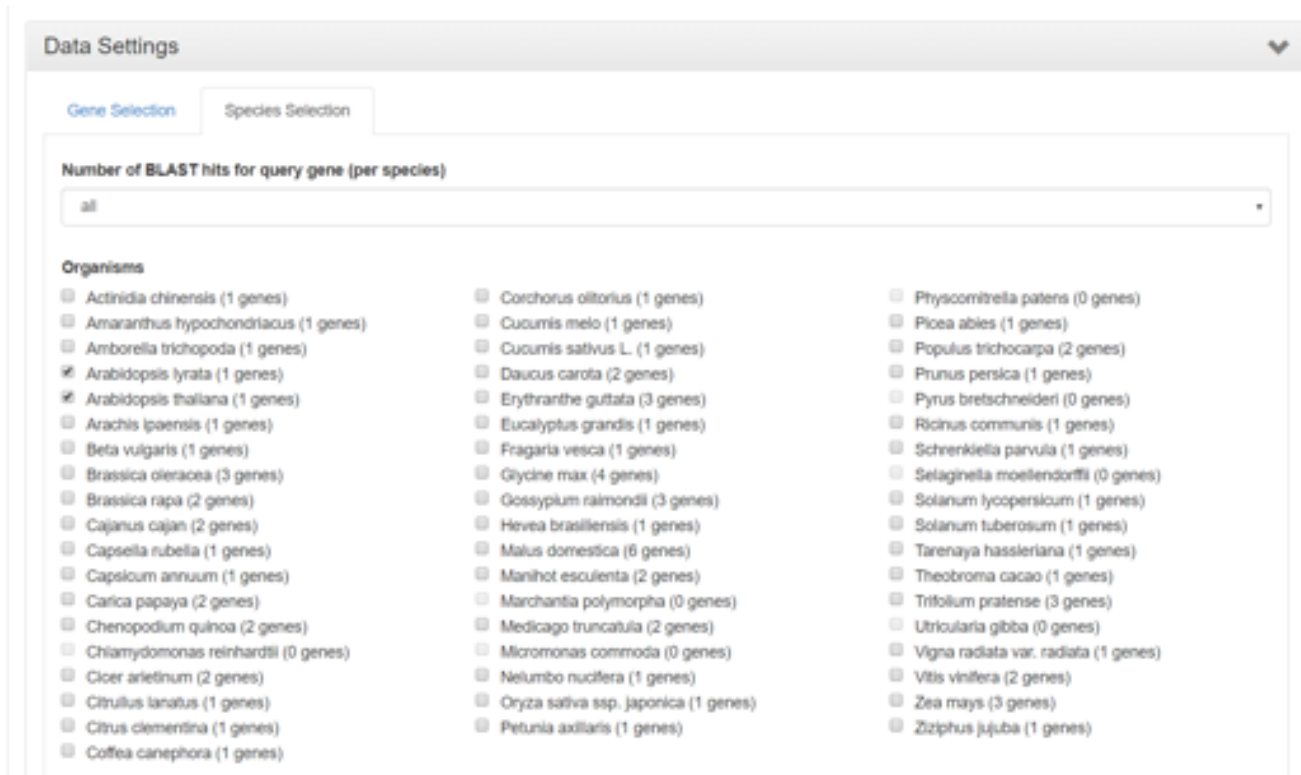 Data Settings
Gene Selection
Species Selection
Number of BLAST hits for query gene (per species)
all
Organisms
Actinidia chinensis (1 genes)
Amaranthus hypochondriacus (1 genes)
Amborella trichopoda (1 genes)
Arabidopsis lyrata (1 genes)
Arabidopsis thaliana (1 genes)
Arachis ipaensis (1 genes)
Beta vulgaris (1 genes)
Brassica oleracea (3 genes)
Brassica rapa (2 genes)
Cajanus cajan (2 genes)
Capsella rubella (1 genes)
Capsicum annuum (1 genes)
Carica papaya (2 genes)
Chenopodium quinoa (2 genes)
Chlamydomonas reinhardtii (0 genes)
Cicer arietinum (2 genes)
Citrullus lanatus (1 genes)
Citrus clementina (1 genes)
Coffea canephora (1 genes)
Corchorus olitorius (1 genes)
Cucumis melo (1 genes)
Cucumis sativus L. (1 genes)
Daucus carota (2 genes)
Erythranthe guttata (3 genes)
Eucalyptus grandis (1 genes)
Fragaria vesca (1 genes)
Glycine max (4 genes)
Gossypium raimondii (3 genes)
Hevea brasiliensis (1 genes)
Malus domestica (6 genes)
Manihot esculenta (2 genes)
Marchantia polymorpha (0 genes)
Medicago truncatula (2 genes)
Micromonas commoda (0 genes)
Nelumbo nucifera (1 genes)
Oryza sativa ssp. japonica (1 genes)
Petunia axillaris (1 genes)
Physcomitrella patens (0 genes)
Picea abies (1 genes)
Populus trichocarpa (2 genes)
Prunus persica (1 genes)
Pyrus bretschneideri (0 genes)
Ricinus communis (1 genes)
Schrenkiella parvula (1 genes)
Selaginella moellendorffii (0 genes)
Solanum lycopersicum (1 genes)
Solanum tuberosum (1 genes)
Tarenaya hassleriana (1 genes)
Theobroma cacao (1 genes)
Trifolium pratense (3 genes)
Utricularia gibba (0 genes)
Vigna radiata var. radiata (1 genes)
Vitis vinifera (2 genes)
Zea mays (3 genes)
Ziziphus jujuba (1 genes)